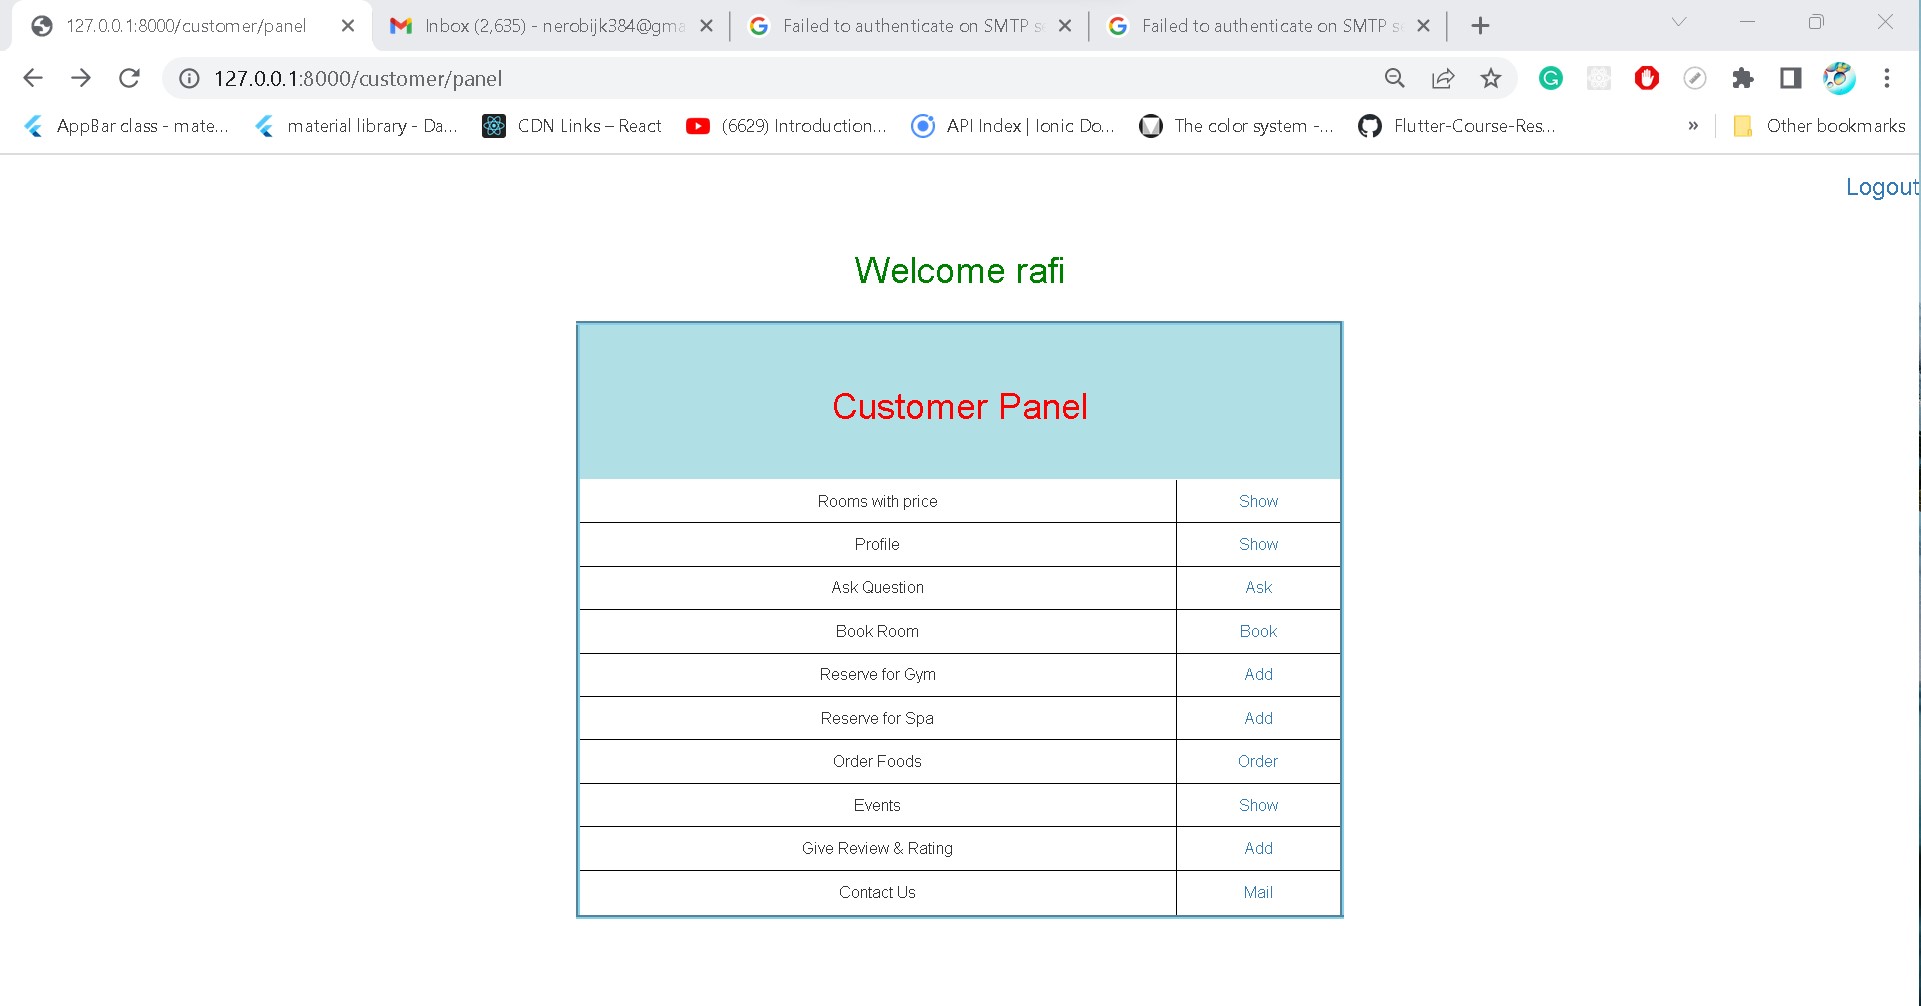 127.0.0.1:8000/customer/panel
Inbox (2,635) - nerobijk384@gma
Failed to authenticate on SMTP s
Failed to authenticate on SMTP s
127.0.0.1:8000/customer/panel
AppBar class - mate...
material library - Da...
CDN Links – React
(6629) Introduction...
API Index | Ionic Do...
The color system -...
Flutter-Course-Res...
»
Other bookmarks
Logout
Welcome rafi
Customer Panel
Rooms with price Show
Profile Show
Ask Question Ask
Book Room Book
Reserve for Gym Add
Reserve for Spa Add
Order Foods Order
Events Show
Give Review & Rating Add
Contact Us Mail